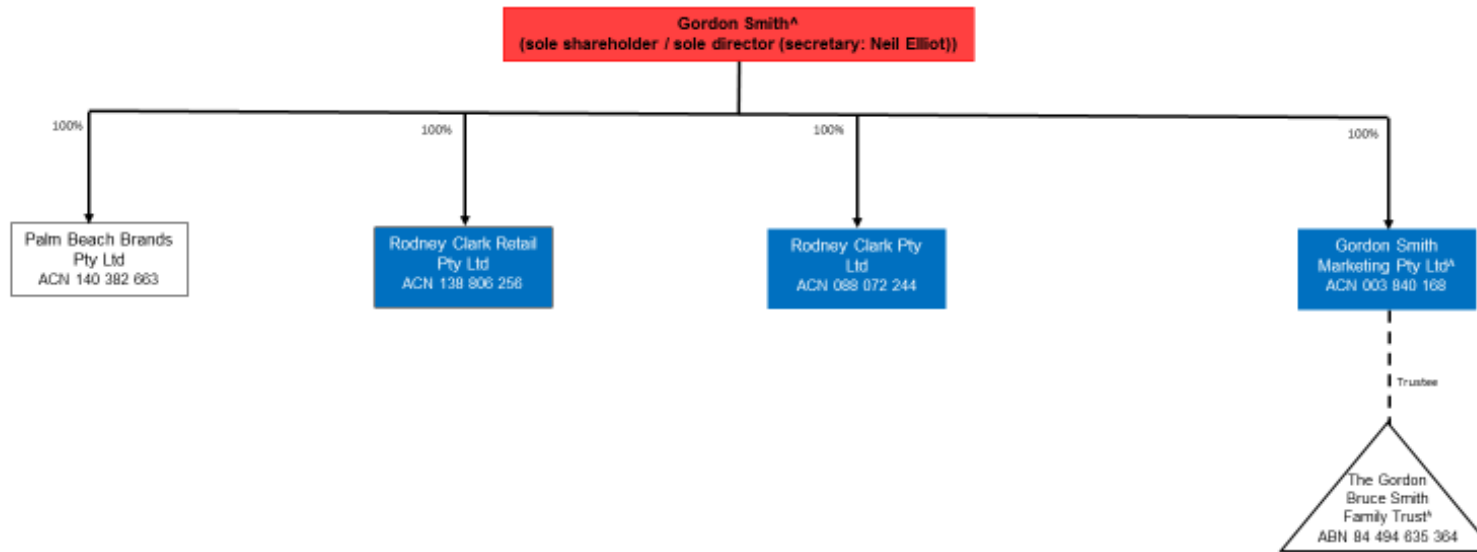 Gordon Smith^
(sole shareholder / sole director (secretary: Neil Elliot))
100%
100%
100%
100%
Palm Beach Brands
Pty Ltd
ACN 140 382 663
Rodney Clark Retail
Pty Ltd
ACN 138 806 256
Rodney Clark Pty
Ltd
ACN 088 072 244
Gordon Smith
Marketing Pty Ltd^
ACN 003 840 168
Trustee
The Gordon
Bruce Smith
Family Trust^
ABN 84 494 635 364